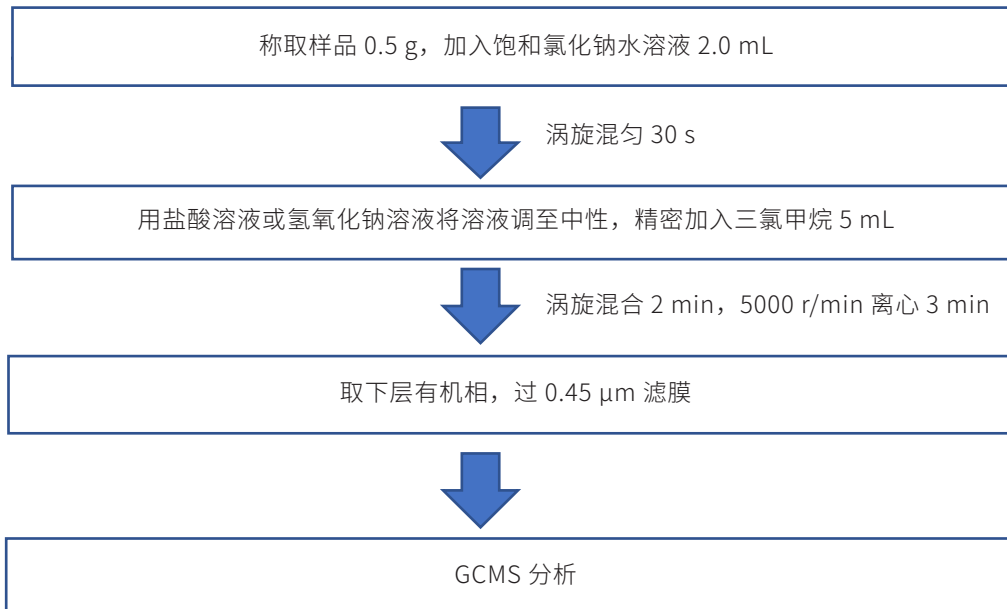 称取样品 0.5 g，加入饱和氯化钠水溶液 2.0 mL
涡旋混匀 30 s
用盐酸溶液或氢氧化钠溶液将溶液调至中性，精密加入三氯甲烷 5 mL
涡旋混合 2 min，5000 r/min 离心 3 min
取下层有机相，过 0.45 μm 滤膜
GCMS 分析